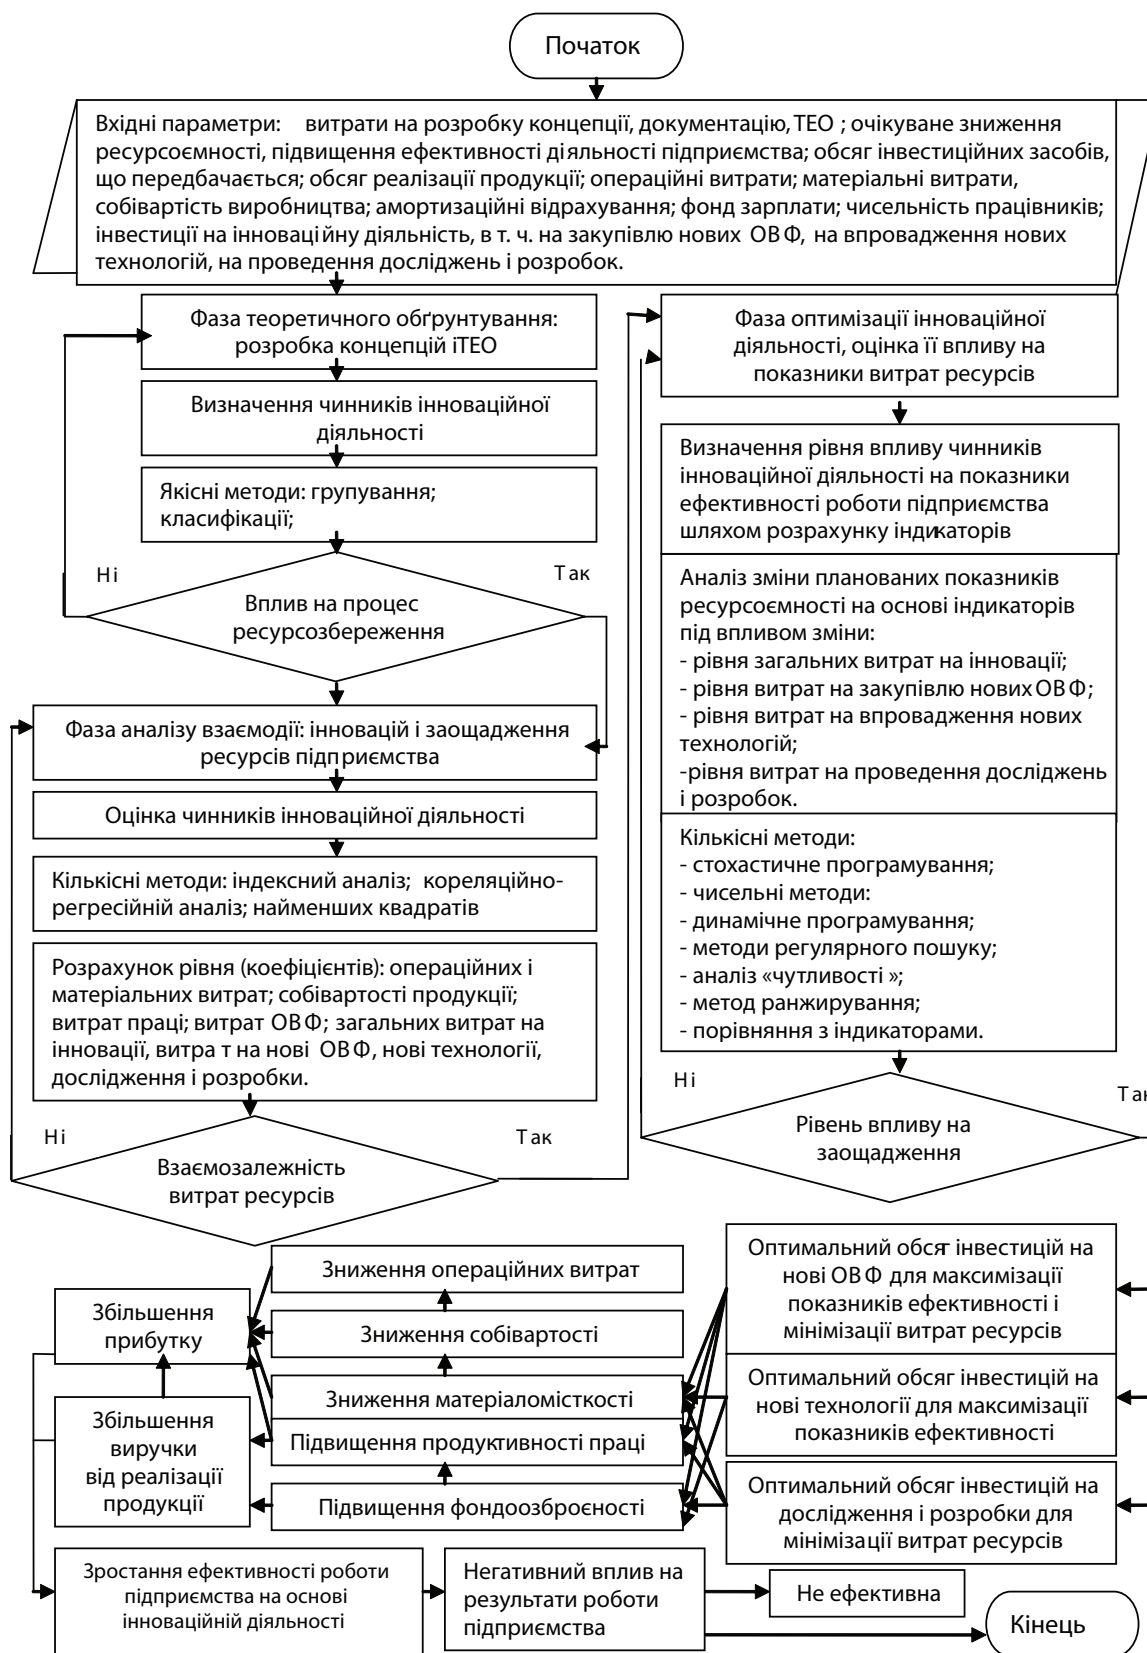 Початок
Вхідні параметри: витрати на розробку концепції, документацію, ТЕО ; очікуване зниження
ресурсоємності, підвищення ефективності діяльності підприємства; обсяг інвестиційних засобів,
що передбачається; обсяг реалізації продукції; операційні витрати; матеріальні витрати,
собівартість виробництва; амортизаційні відрахування; фонд зарплати; чисельність працівників;
інвестиції на інноваційну діяльність, в т. ч. на закупівлю нових ОВФ, на впровадження нових
технологій, на проведення досліджень і розробок.
Фаза теоретичного обґрунтування:
розробка концепцій іТЕО
Визначення чинників інноваційної
діяльності
Якісні методи: групування;
класифікації;
Ні
Так
Вплив на процес
ресурсозбереження
Фаза аналізу взаємодії: інновацій і заощадження
ресурсів підприємства
Оцінка чинників інноваційної діяльності
Кількісні методи: індексний аналіз; кореляційно-
регресійній аналіз; найменших квадратів
Розрахунок рівня (коефіцієнтів): операційних і
матеріальних витрат; собівартості продукції;
витрат праці; витрат ОВФ; загальних витрат на
інновації, витра т на нові ОВФ, нові технології,
дослідження і розробки.
Ні
Так
Взаємозалежність
витрат ресурсів
Фаза оптимізації інноваційної
діяльності, оцінка її впливу на
показники витрат ресурсів
Визначення рівня впливу чинників
інноваційної діяльності на показники
ефективності роботи підприємства
шляхом розрахунку індикаторів
Аналіз зміни планованих показників
ресурсоємності на основі індикаторів
під впливом зміни:
- рівня загальних витрат на інновації;
- рівня витрат на закупівлю нових ОВФ;
- рівня витрат на впровадження нових
технологій;
-рівня витрат на проведення досліджень
і розробок.
Кількісні методи:
- стохастичне програмування;
- чисельні методи:
- динамічне програмування;
- методи регулярного пошуку;
- аналіз «чутливості »;
- метод ранжирування;
- порівняння з індикаторами.
Ні
Так
Рівень впливу на
заощадження
Оптимальний обсяг інвестицій на
нові ОВФ для максимізації
показників ефективності і
мінімізації витрат ресурсів
Оптимальний обсяг інвестицій на
нові технології для максимізації
показників ефективності
Оптимальний обсяг інвестицій на
дослідження і розробки для
мінімізації витрат ресурсів
Зниження операційних витрат
Зниження собівартості
Зниження матеріаломісткості
Підвищення продуктивності праці
Підвищення фондоозброєності
Збільшення
прибутку
Збільшення
виручки
від реалізації
продукції
Зростання ефективності роботи
підприємства на основі
інноваційній діяльності
Негативний вплив на
результати роботи
підприємства
Не ефективна
Кінець